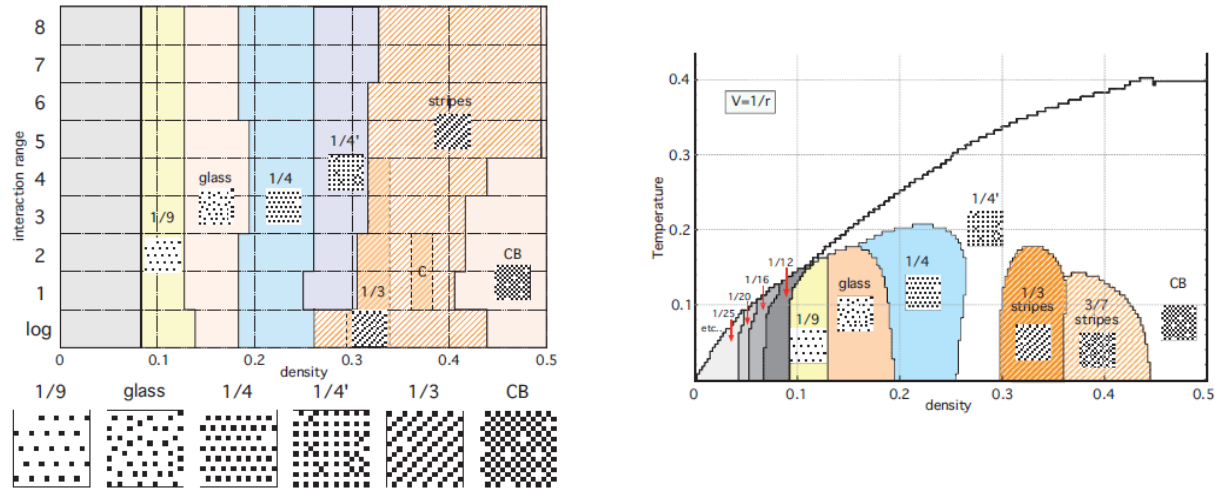 8
7
6
5
4
3
2
1
log
interaction range
stripes
1/4'
glass
1/4
1/9
CB
C
1/3
0
0.1
0.2
0.3
0.4
0.5
density
1/9
glass
1/4
1/4'
1/3
CB
0.4
0.3
0.2
0.1
Temperature
V=1/r
1/4'
1/12
1/16
1/20
1/25
etc..
1/9
glass
1/4
1/3
stripes
3/7
stripes
CB
0
0.1
0.2
0.3
0.4
0.5
density